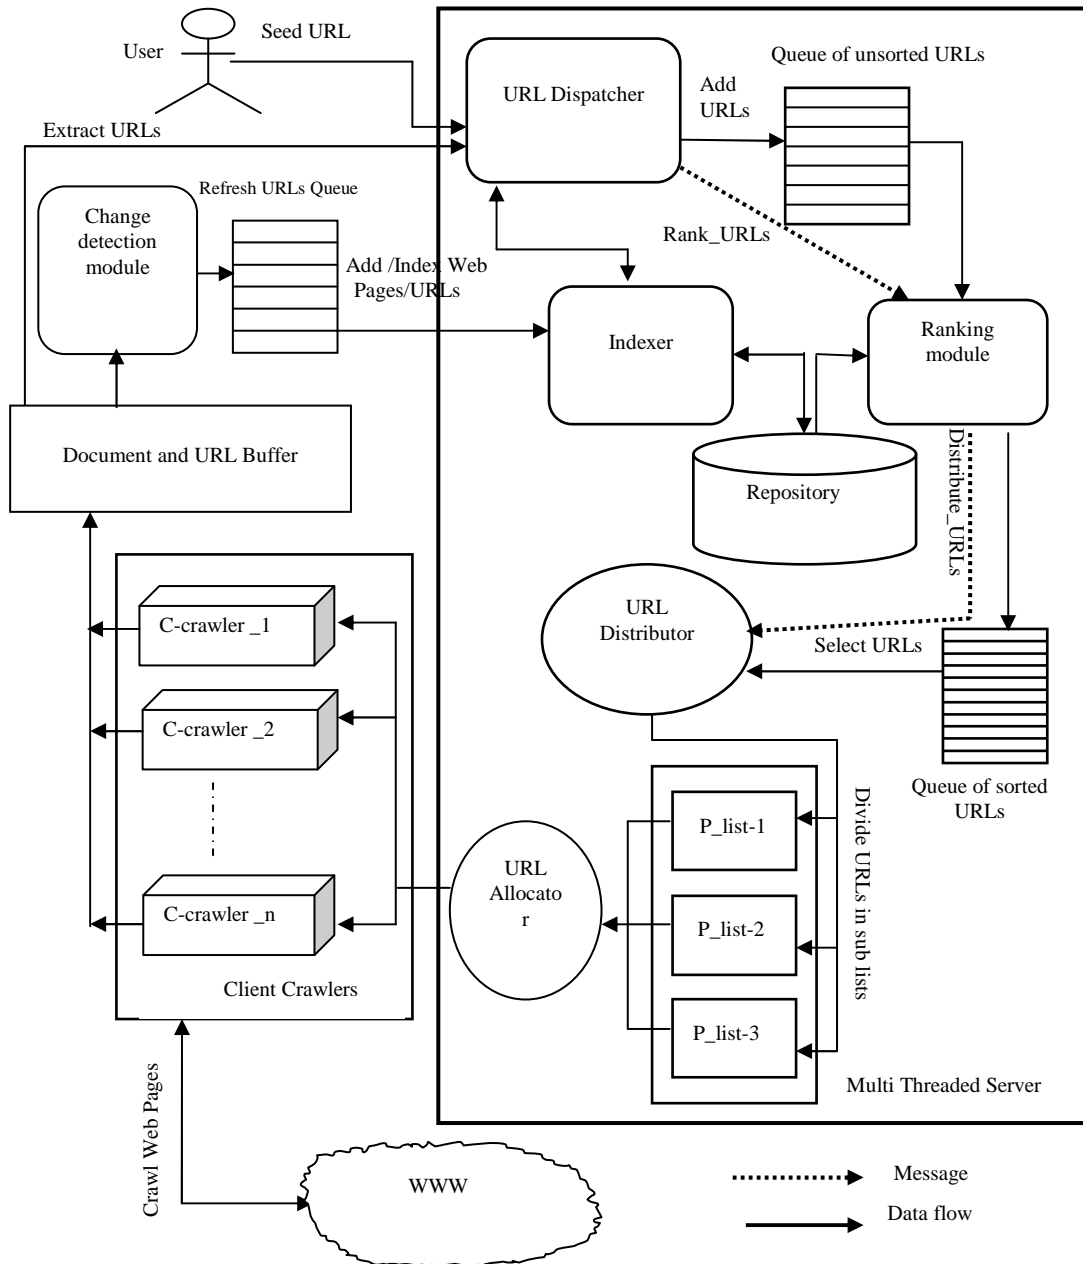 Seed URL
User
Extract URLs
URL Dispatcher
Add
URLs
Queue of unsorted URLs
Change
detection
module
Refresh URLs Queue
Add /Index Web
Pages/URLs
Rank_URLs
Indexer
Ranking
module
Document and URL Buffer
Repository
Distribute_URLs
C-crawler _1
C-crawler _2
C-crawler _n
Client Crawlers
URL
Distributor
Select URLs
Queue of sorted
URLs
Divide URLs in sub lists
P_list-1
P_list-2
P_list-3
URL
Allocato
r
Multi Threaded Server
Crawl Web Pages
WWW
Message
Data flow